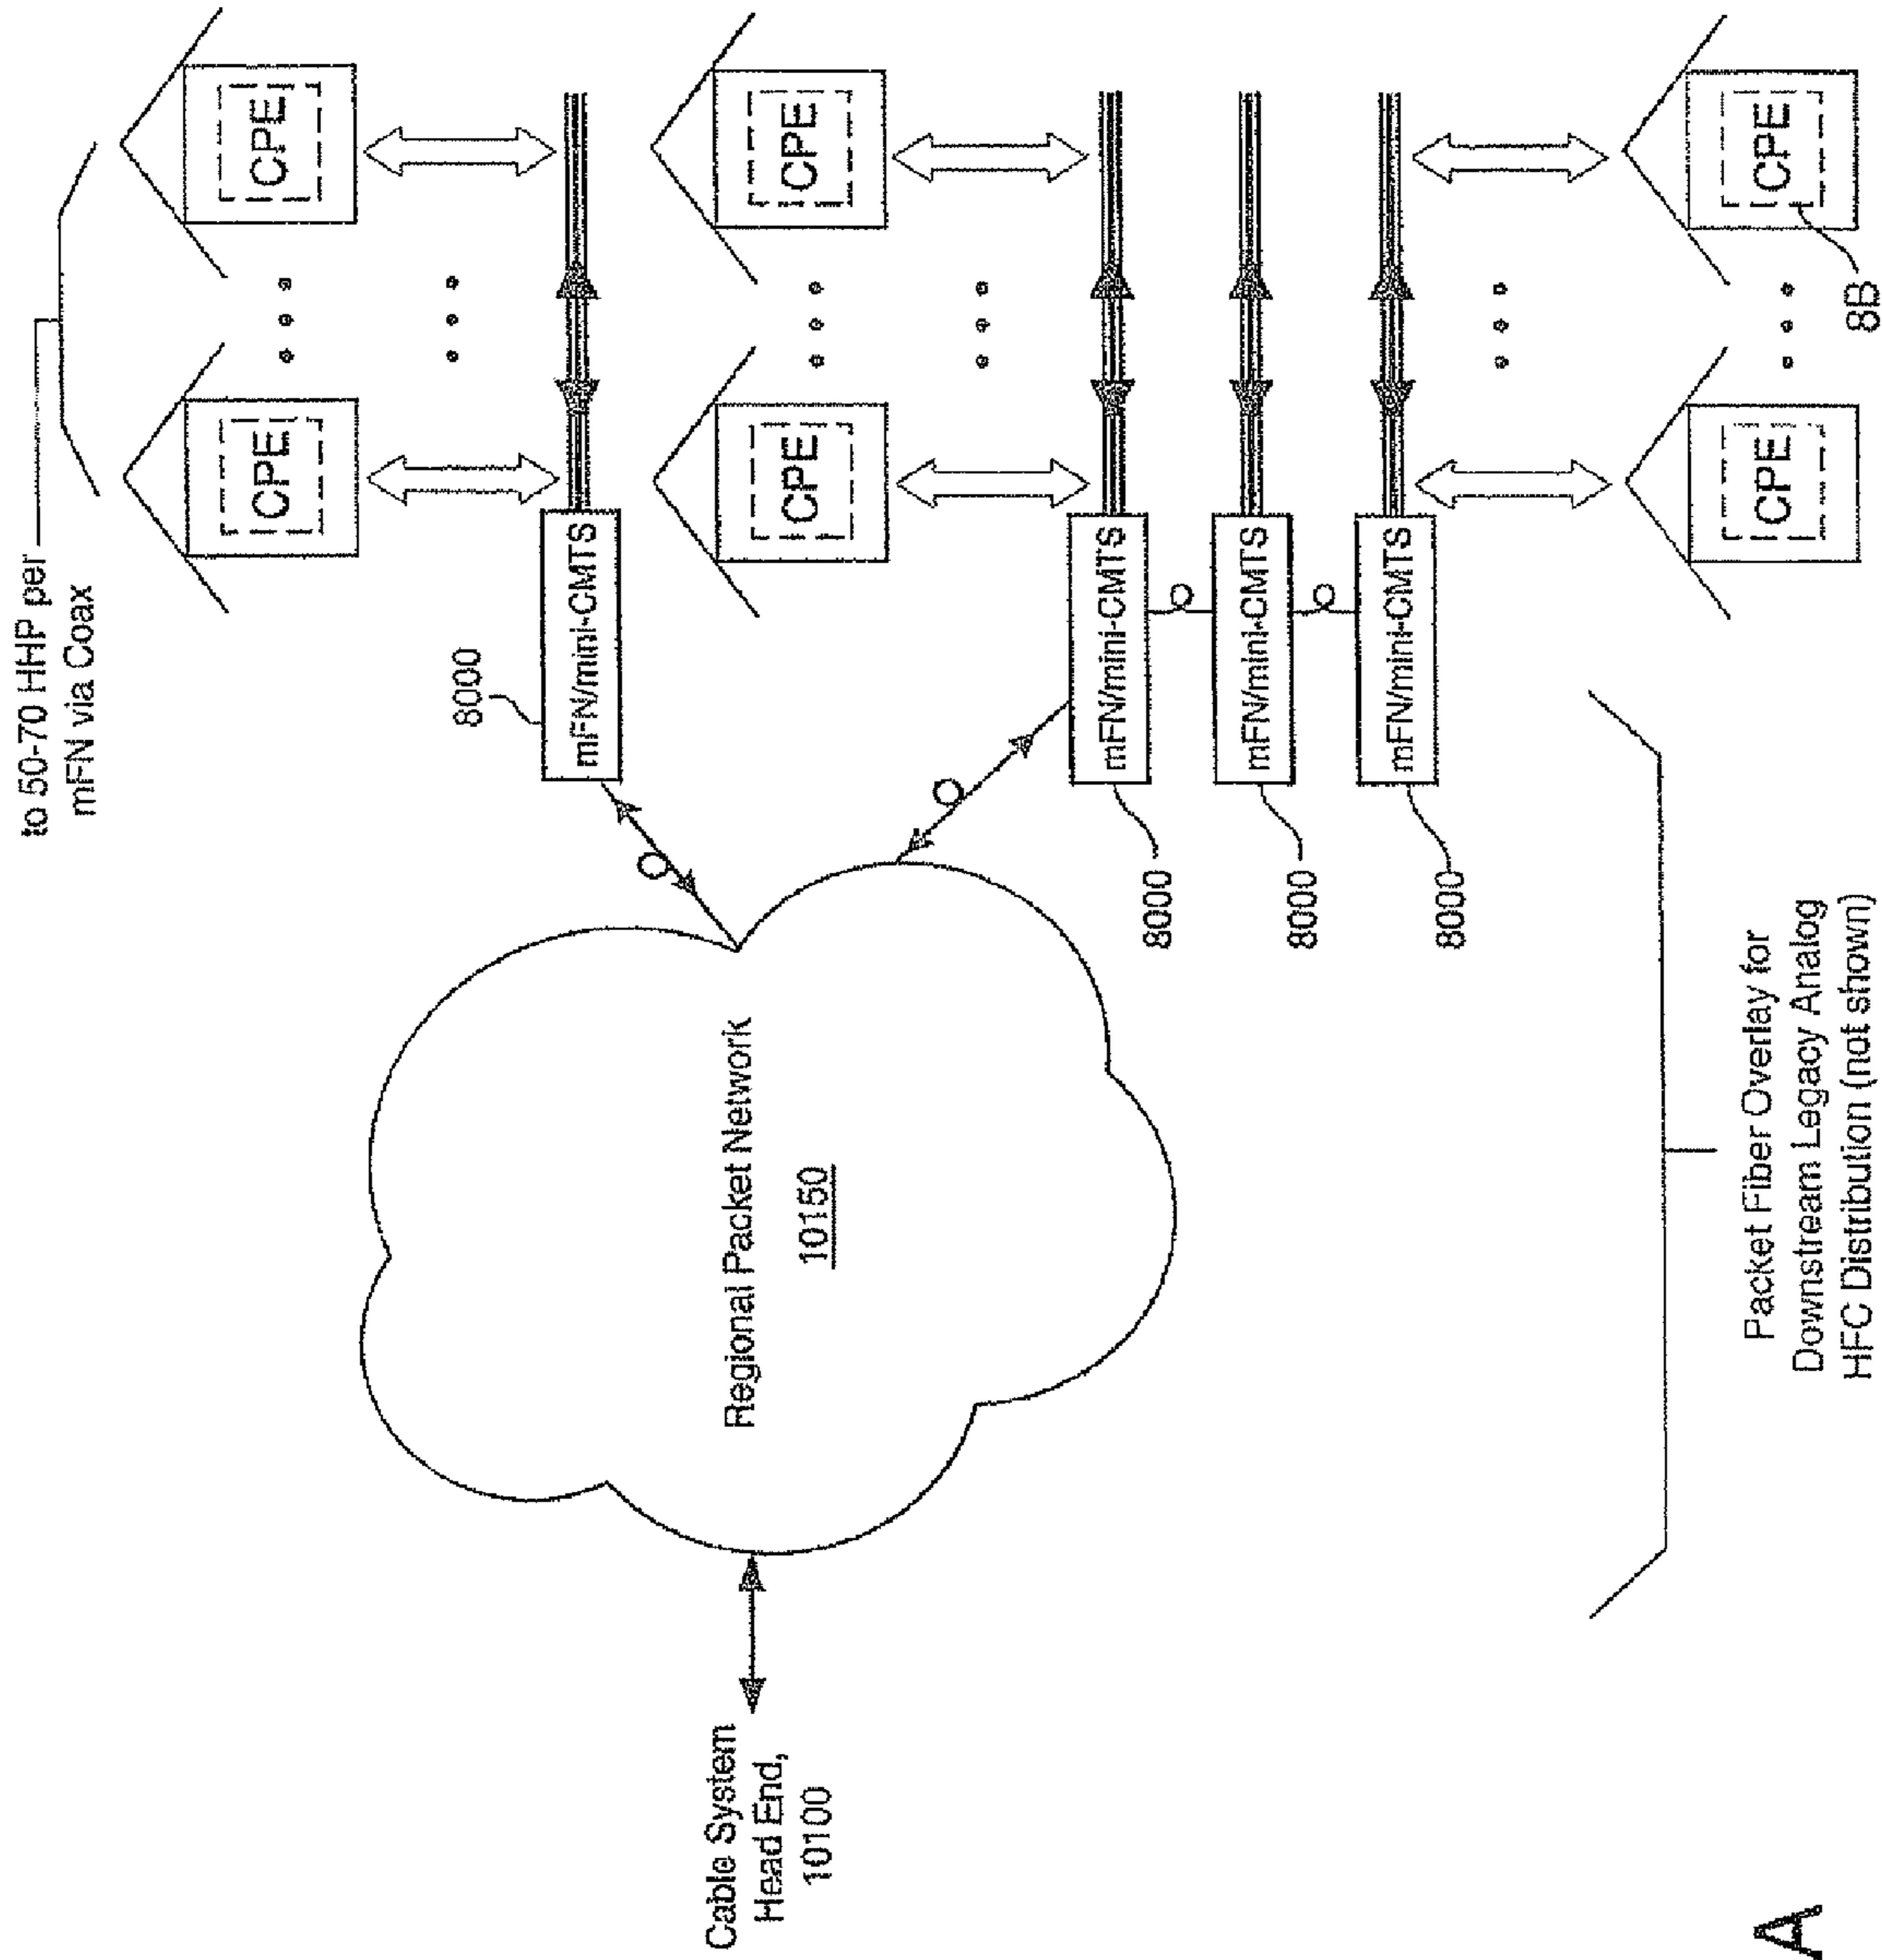 to 50-70 HHP per
mFN via Coax
CPE
CPE
8000
mFN/mini-CMTS
CPE
CPE
Regional Packet Network
10150
mFN/mini-CMTS
mFN/mini-CMTS
mFN/mini-CMTS
8000
8000
8000
Cable System
Head End,
10100
CPE
CPE
8B
Packet Fiber Overlay for
Downstream Legacy Analog
HFC Distribution (not shown)
A